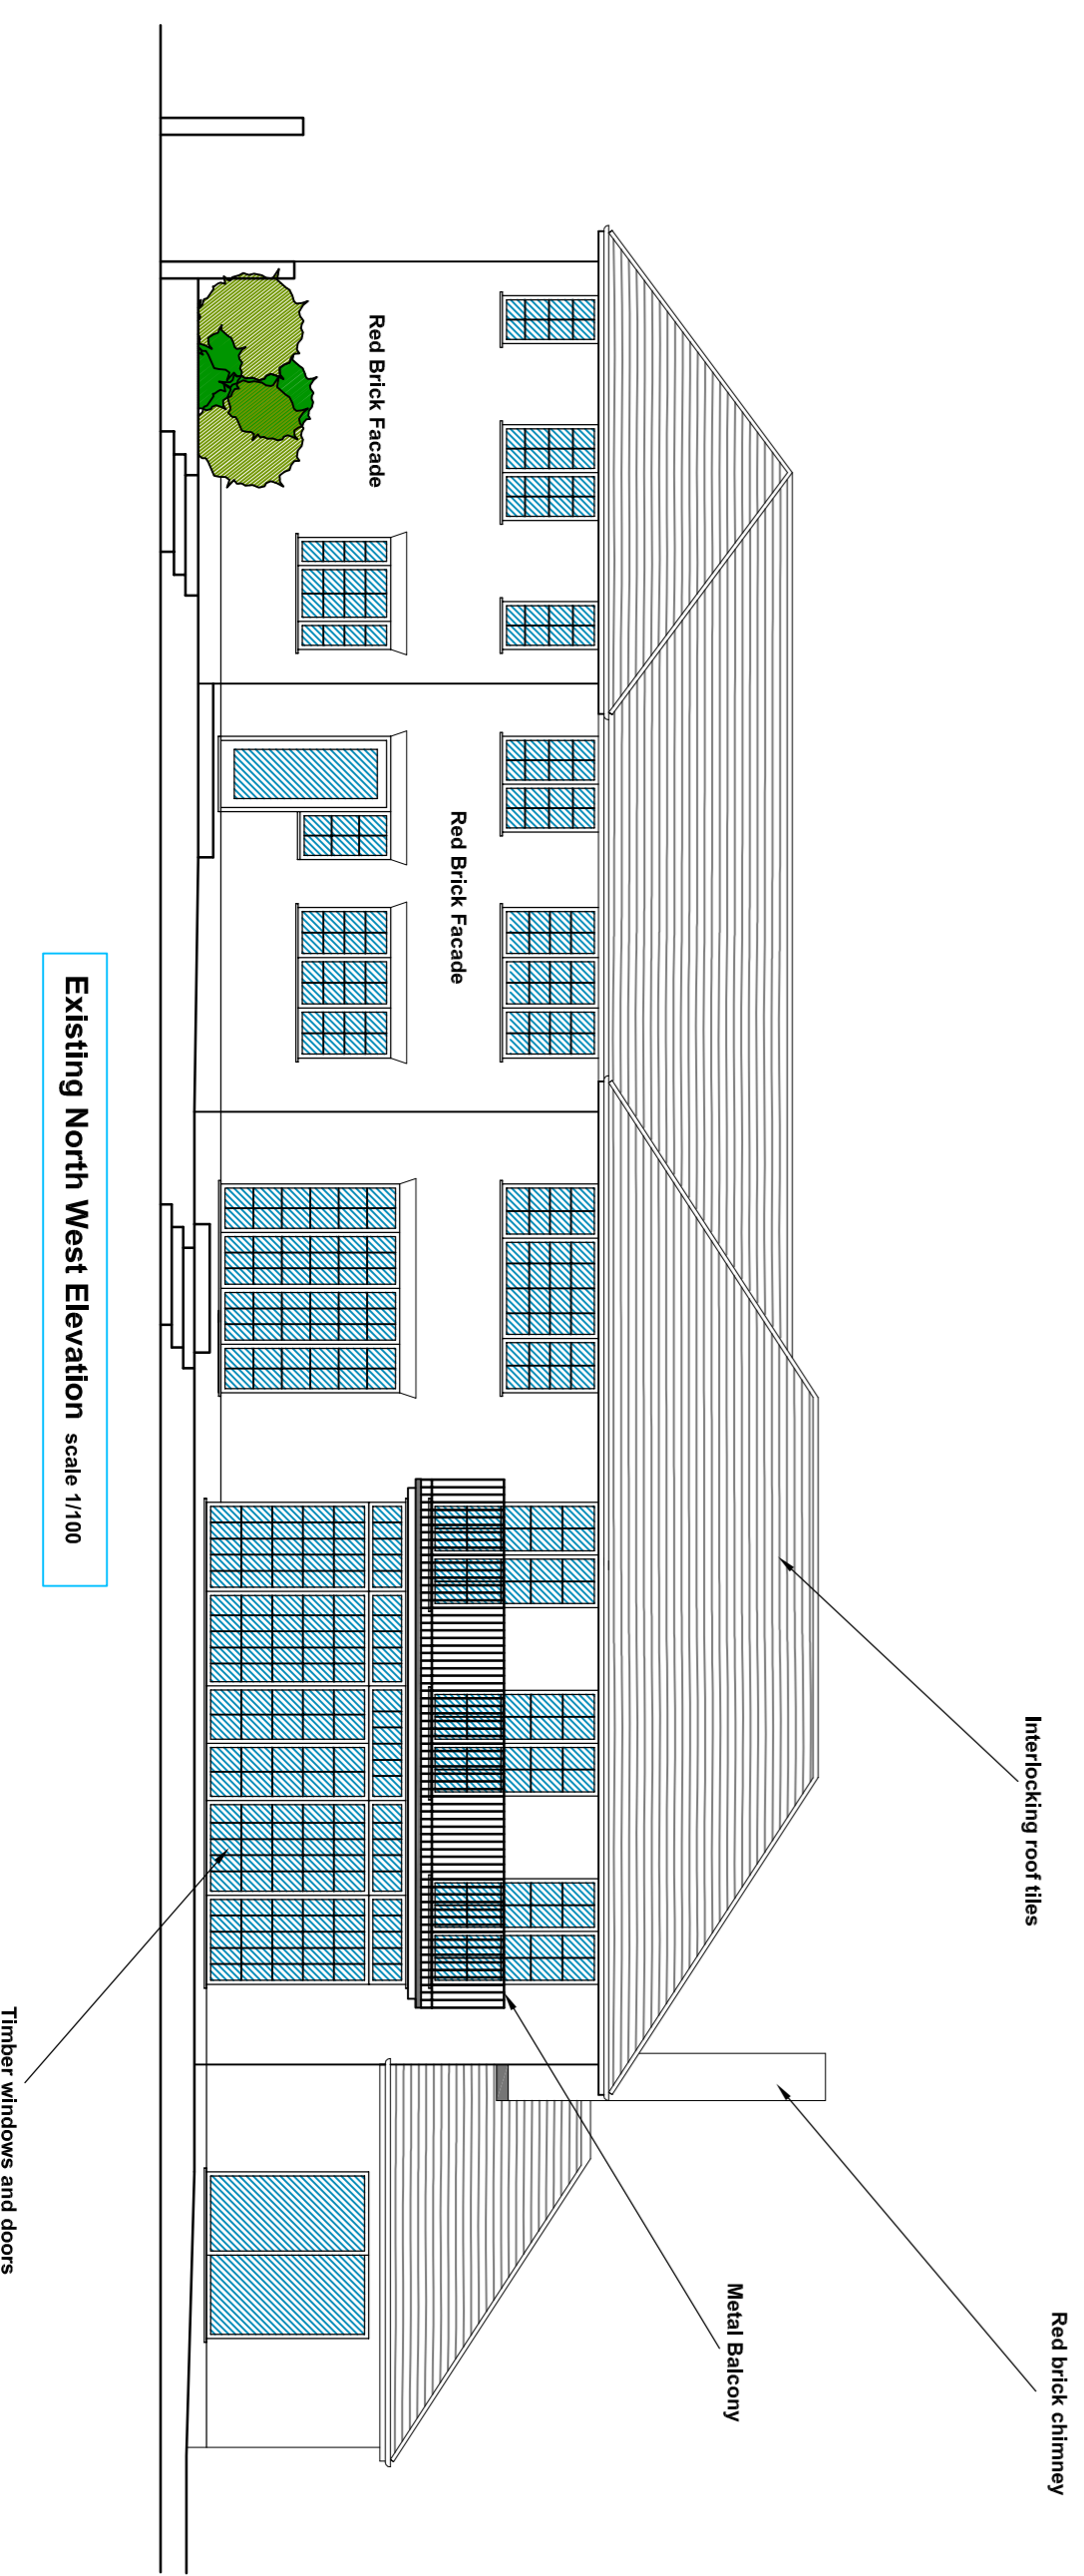 Red brick chimney
Interlocking roof tiles
Metal Balcony
Red Brick Facade
Red Brick Facade
Timber windows and doors
Existing North West Elevation scale 1/100